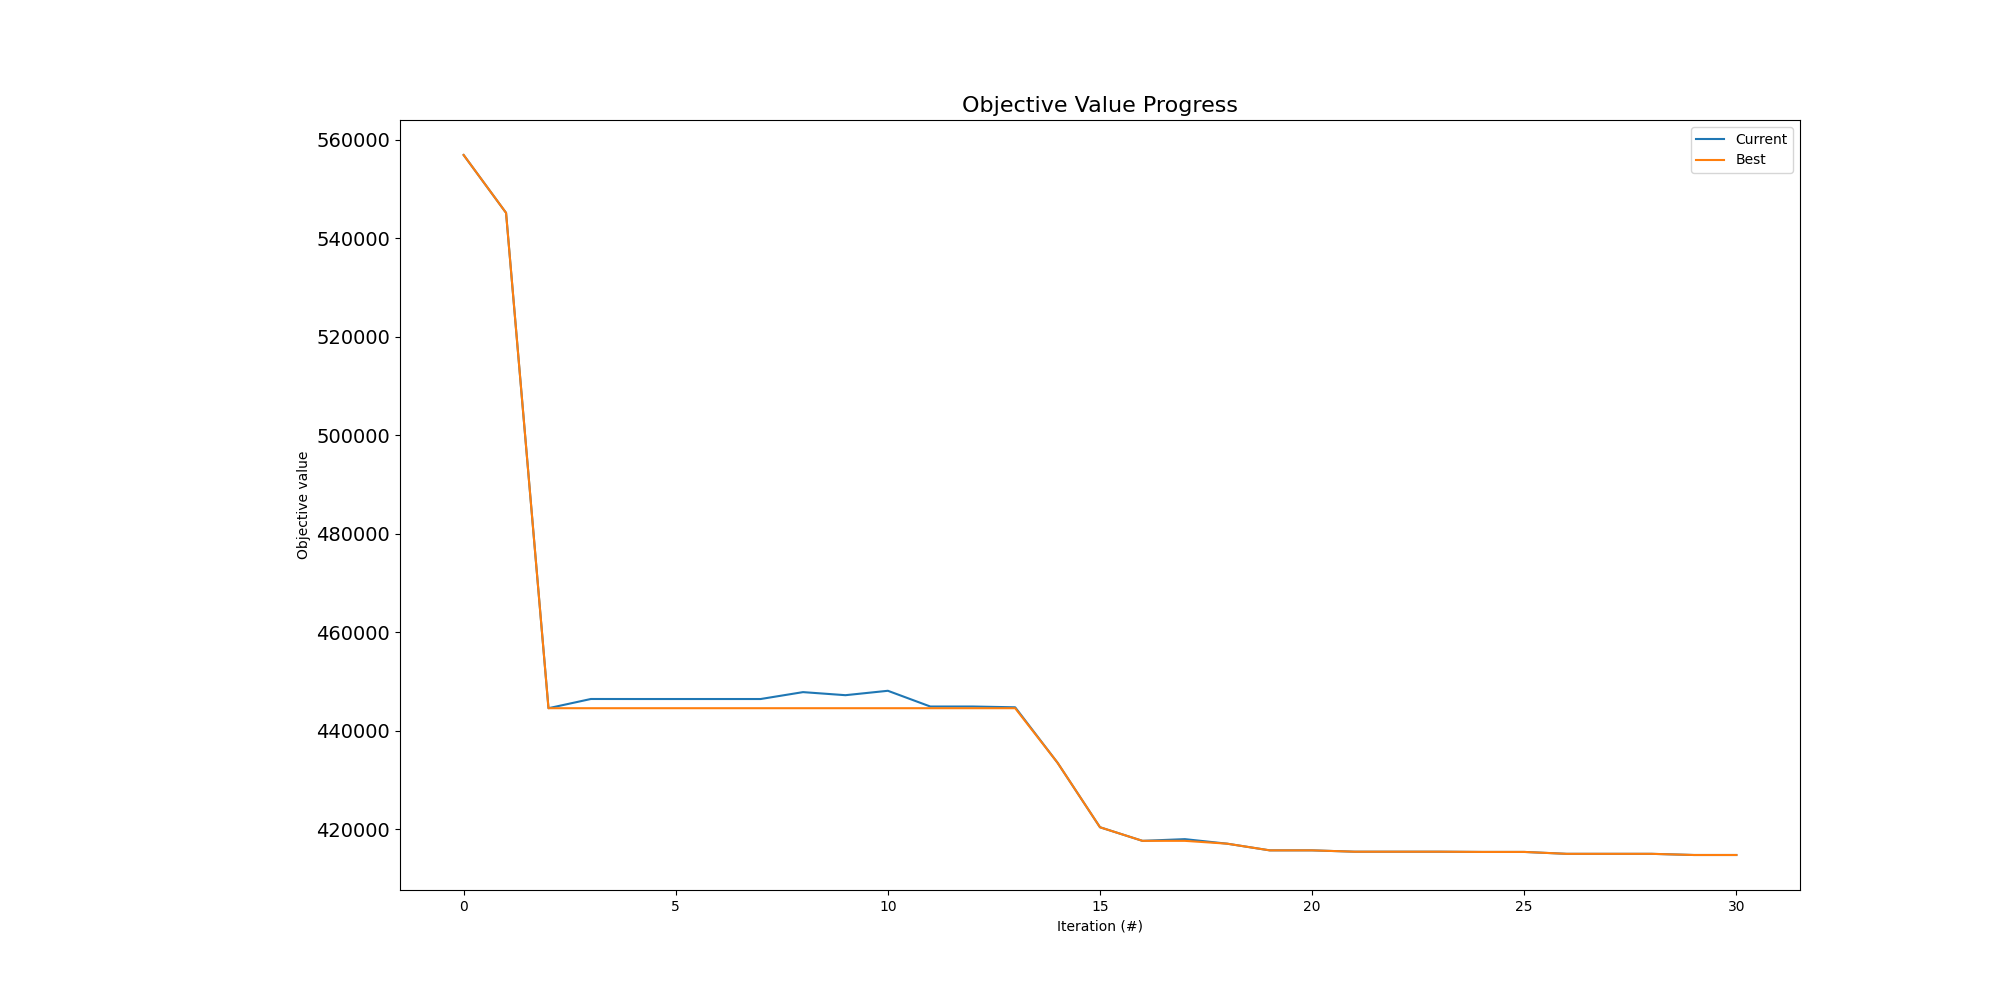 Objective Value Progress
Current
Best
560000
540000
520000
500000
480000
460000
440000
420000
Objective value
0 5 10 15 20 25 30
Iteration (#)